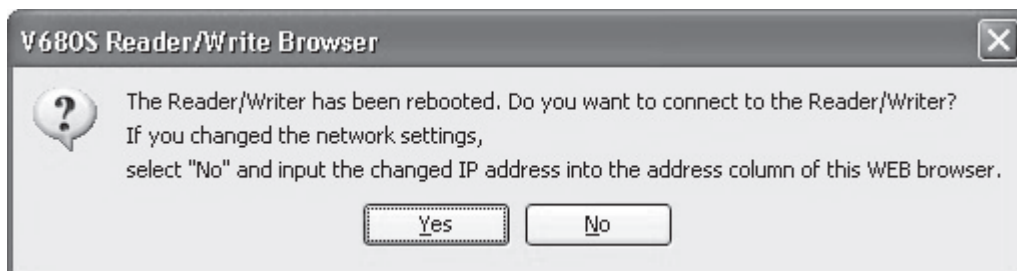 V680S Reader/Write Browser
The Reader/Writer has been rebooted. Do you want to connect to the Reader/Writer?
If you changed the network settings,
select "No" and input the changed IP address into the address column of this WEB browser.
Yes
No